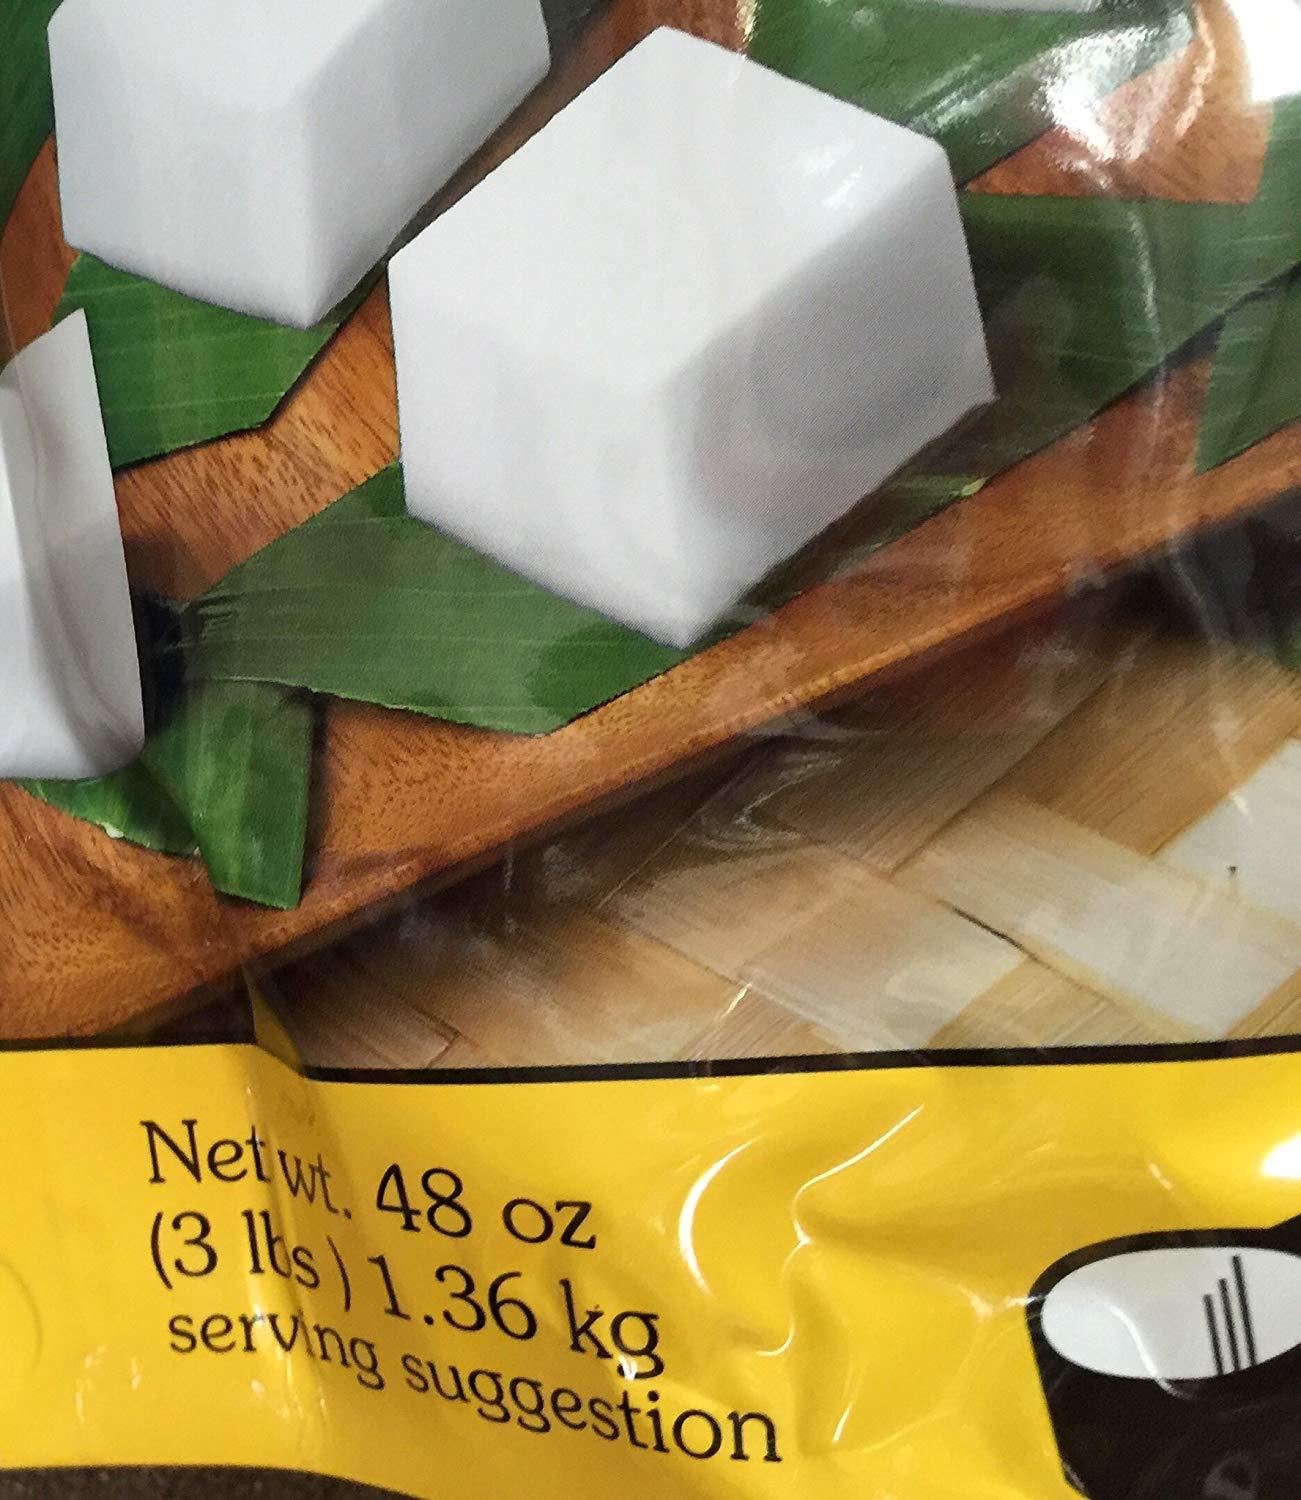 Net wt. 48 oz
(3 lbs) 1.36 kg
serving suggestion